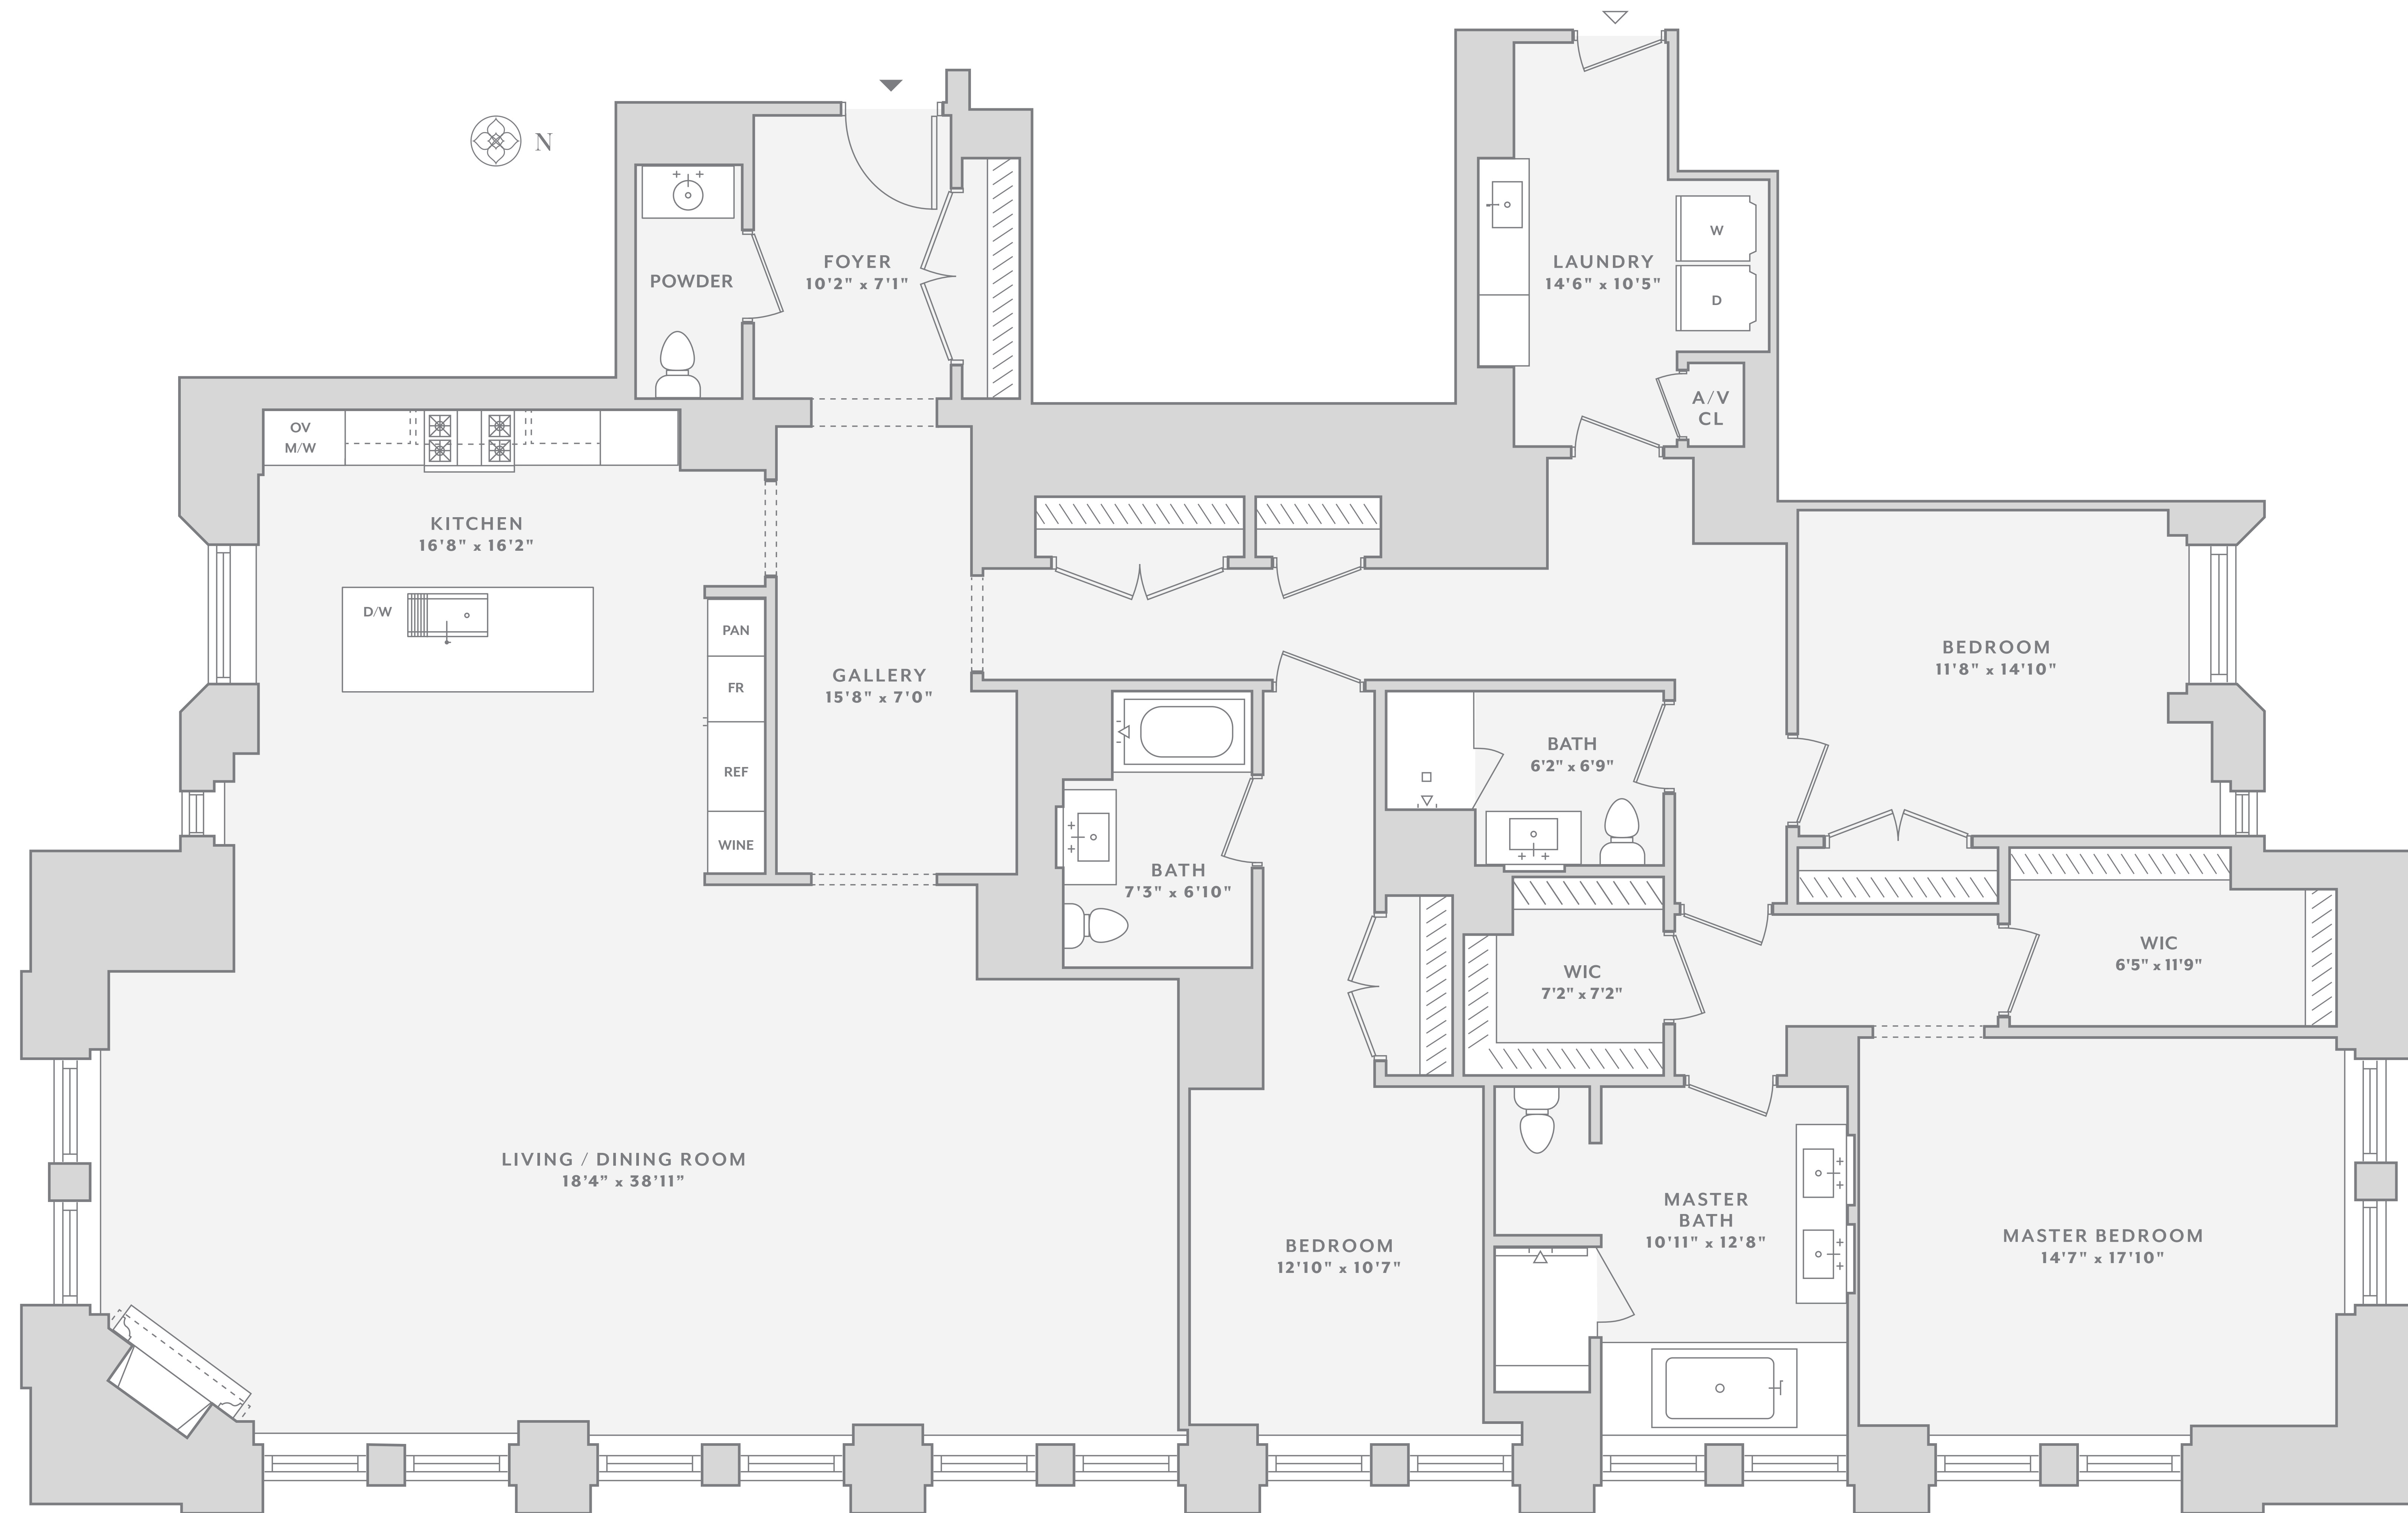 N
POWDER
FOYER
10'2" x 7'1"
LAUNDRY
14'6" x 10'5"
W
D
A/V
CL
OV
M/W
KITCHEN
16'8" x 16'2"
D/W
PAN
FR
REF
WINE
GALLERY
15'8" x 7'0"
BEDROOM
11'8" x 14'10"
BATH
6'2" x 6'9"
BATH
7'3" x 6'10"
WIC
7'2" x 7'2"
WIC
6'5" x 11'9"
LIVING / DINING ROOM
18'4" x 38'11"
BEDROOM
12'10" x 10'7"
MASTER
BATH
10'11" x 12'8"
MASTER BEDROOM
14'7" x 17'10"